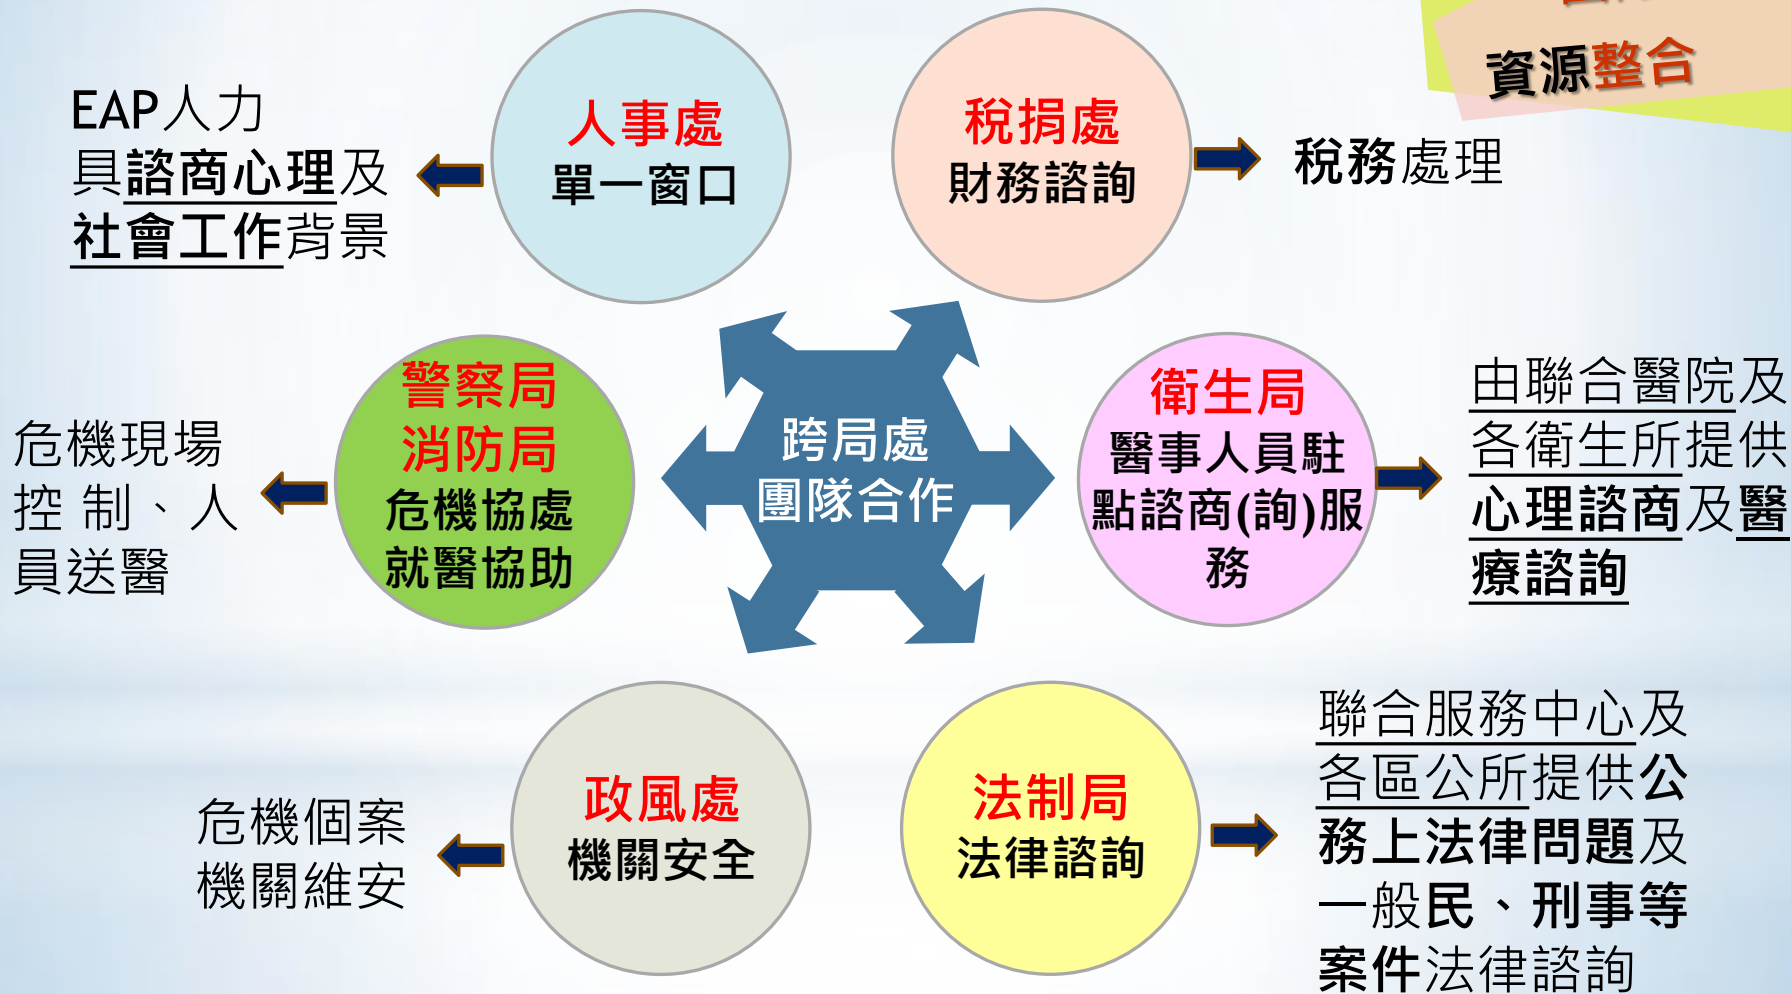 資源整合
EAP人力
具諮商心理及
社會工作背景
人事處
單一窗口
稅捐處
財務諮詢
稅務處理
警察局
消防局
危機協處
就醫協助
危機現場
控 制、人
員送醫
跨局處
團隊合作
衛生局
醫事人員駐
點諮商(詢)服
務
由聯合醫院及
各衛生所提供
心理諮商及醫
療諮詢
政風處
機關安全
危機個案
機關維安
法制局
法律諮詢
聯合服務中心及
各區公所提供公
務上法律問題及
一般民、刑事等
案件法律諮詢